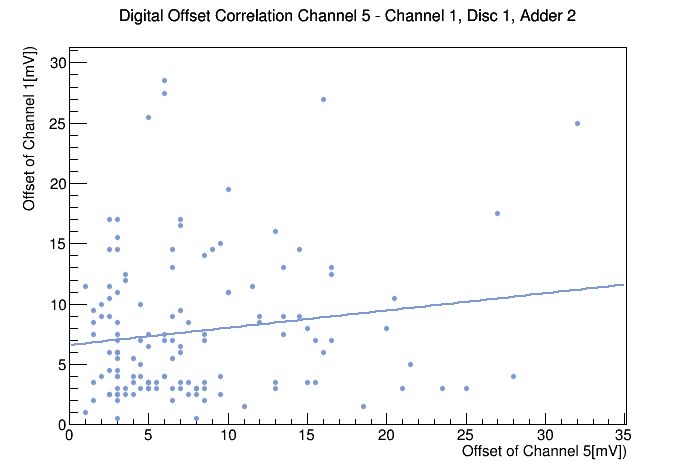 Digital Offset Correlation Channel 5 - Channel 1, Disc 1, Adder 2
Offset of Channel 1[mV])
30
25
20
15
10
5
0
0 5 10 15 20 25 30 35
Offset of Channel 5[mV])